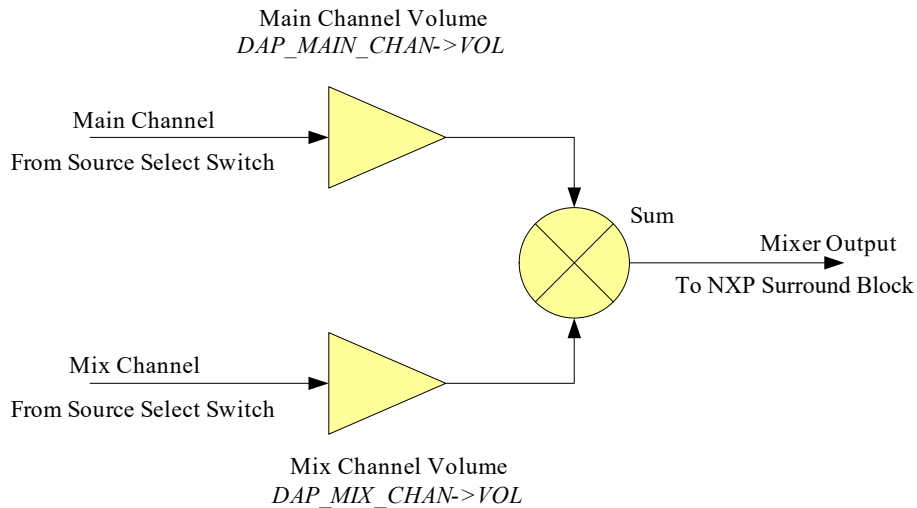 Main Channel Volume
DAP_MAIN_CHAN->VOL
Main Channel
From Source Select Switch
Sum
Mixer Output
To NXP Surround Block
Mix Channel
From Source Select Switch
Mix Channel Volume
DAP_MIX_CHAN->VOL